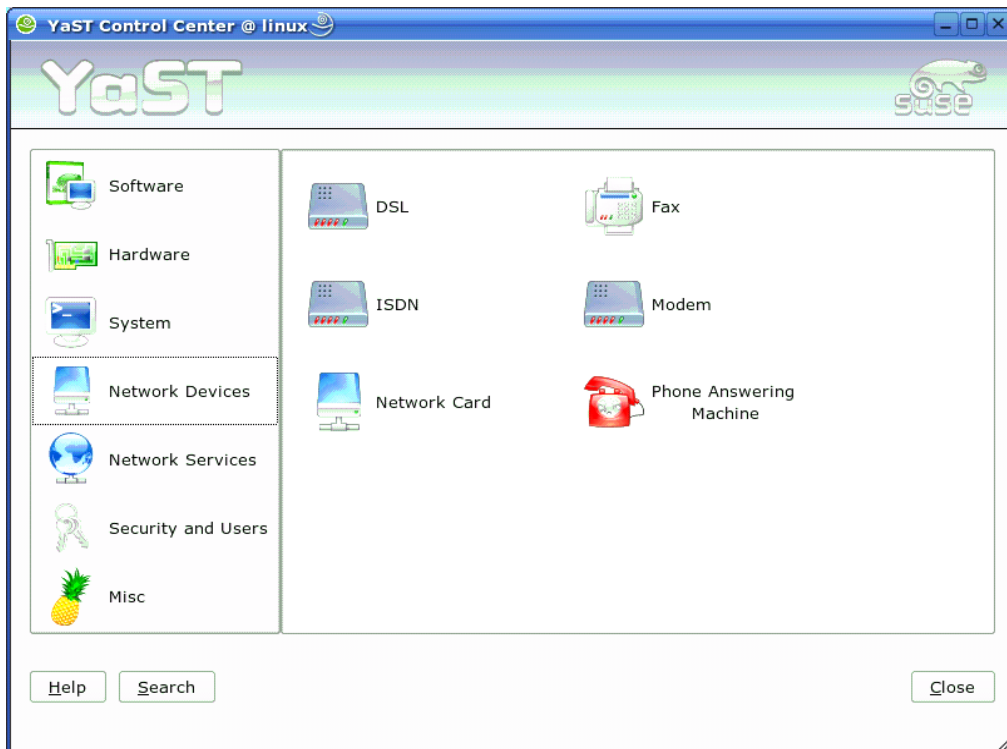 YaST Control Center @ linux
YaST
suse
Software
Hardware
System
Network Devices
Network Services
Security and Users
Misc
DSL
Fax
ISDN
Modem
Network Card
Phone Answering
Machine
Help
Search
Close